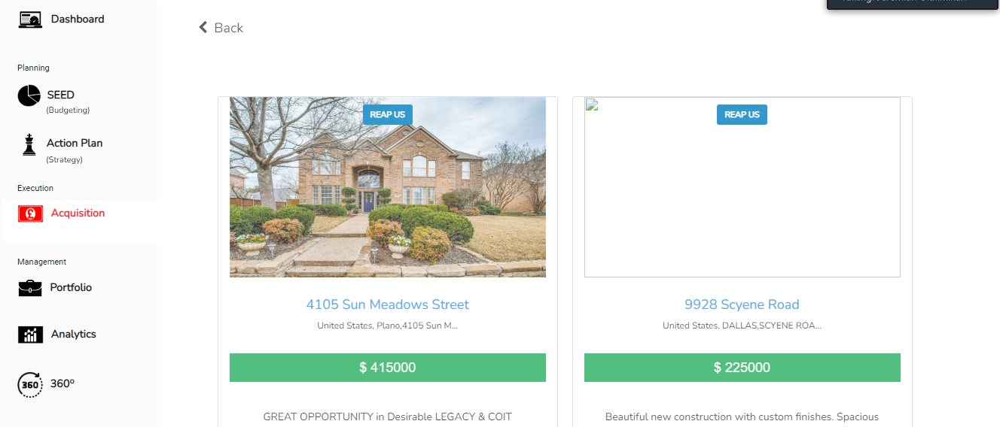 Dashboard
Back
Planning
SEED
(Budgeting)
Action Plan
(Strategy)
Execution
Acquisition
Management
Portfolio
Analytics
360
360º
REAP US
4105 Sun Meadows Street
United States, Plano,4105 Sun M...
$ 415000
GREAT OPPORTUNITY in Desirable LEGACY & COIT
REAP US
9928 Scyene Road
United States, DALLAS,SCYENE ROA...
$ 225000
Beautiful new construction with custom finishes. Spacious